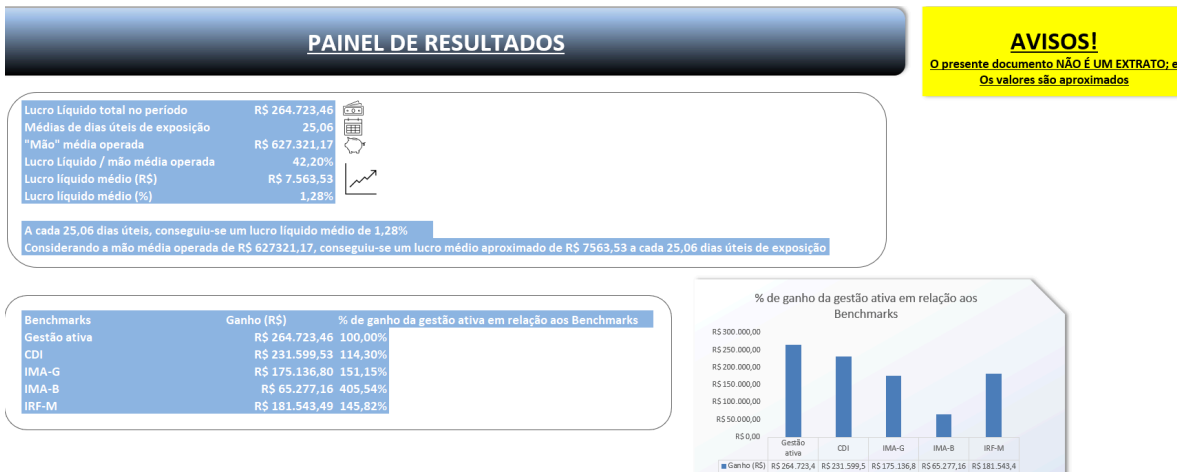 PAINEL DE RESULTADOS
AVISOS!
O presente documento NÃO É UM EXTRATO; e
Os valores são aproximados
Lucro Líquido total no período R$ 264.723,46
Médias de dias úteis de exposição 25,06
"Mão" média operada R$ 627.321,17
Lucro Líquido / mão média operada 42,20%
Lucro líquido médio (R$) R$ 7.563,53
Lucro líquido médio (%) 1,28%
A cada 25,06 dias úteis, conseguiu-se um lucro líquido médio de 1,28%
Considerando a mão média operada de R$ 627321,17, conseguiu-se um lucro médio aproximado de R$ 7563,53 a cada 25,06 dias úteis de exposição
Benchmarks Ganho (R$) % de ganho da gestão ativa em relação aos Benchmarks
Gestão ativa R$ 264.723,46 100,00%
CDI R$ 231.599,53 114,30%
IMA-G R$ 175.136,80 151,15%
IMA-B R$ 65.277,16 405,54%
IRF-M R$ 181.543,49 145,82%
% de ganho da gestão ativa em relação aos
Benchmarks
R$ 300.000,00
R$ 250.000,00
R$ 200.000,00
R$ 150.000,00
R$ 100.000,00
R$ 50.000,00
R$ 0,00
Gestão
ativa
CDI IMA-G IMA-B IRF-M
Ganho (R$) R$ 264.723,4 R$ 231.599,5 R$ 175.136,8 R$ 65.277,16 R$ 181.543,4